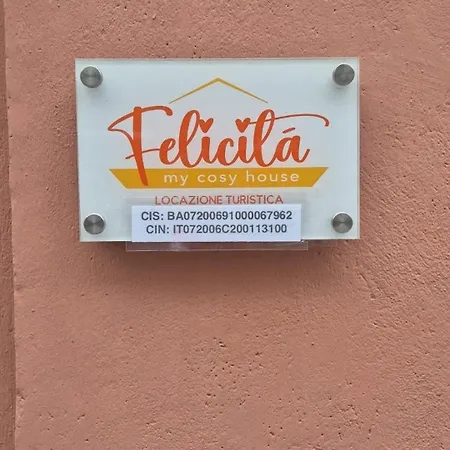 Felicitá
my cosy house
LOCAZIONE TURISTICA
CIS: BA07200691000067962
CIN: IT072006C200113100